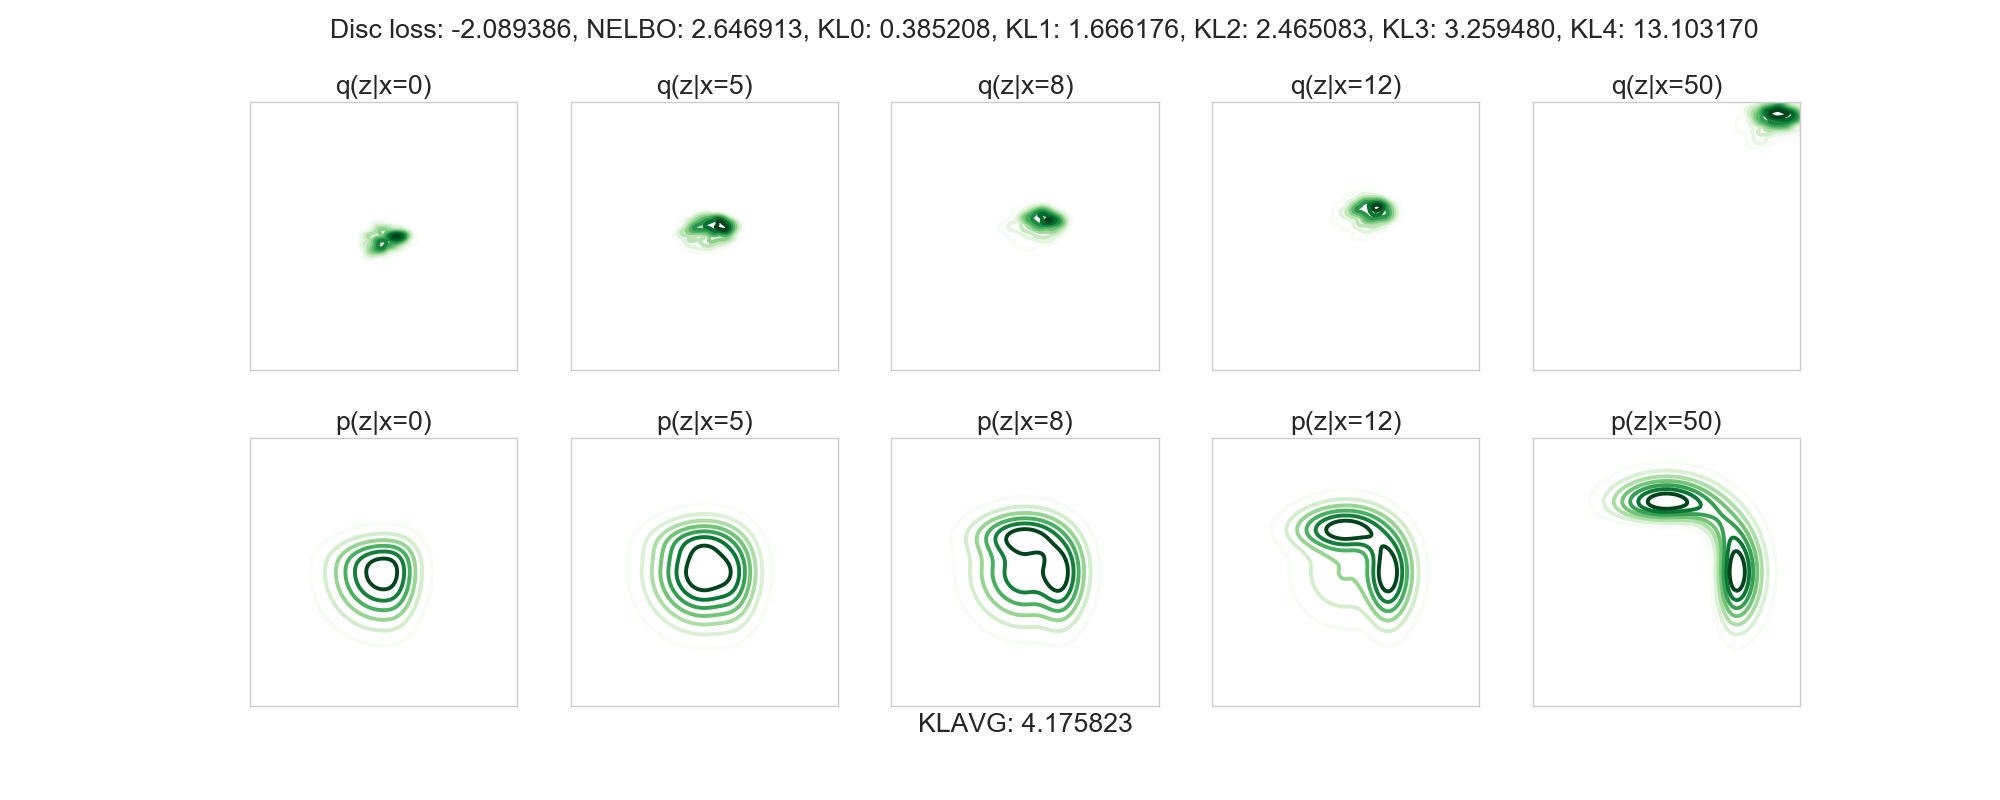 Disc loss: -2.089386, NELBO: 2.646913, KL0: 0.385208, KL1: 1.666176, KL2: 2.465083, KL3: 3.259480, KL4: 13.103170
q(z|x=0) q(z|x=5) q(z|x=8) q(z|x=12) q(z|x=50)
p(z|x=0) p(z|x=5) p(z|x=8) p(z|x=12) p(z|x=50)
KLAVG: 4.175823